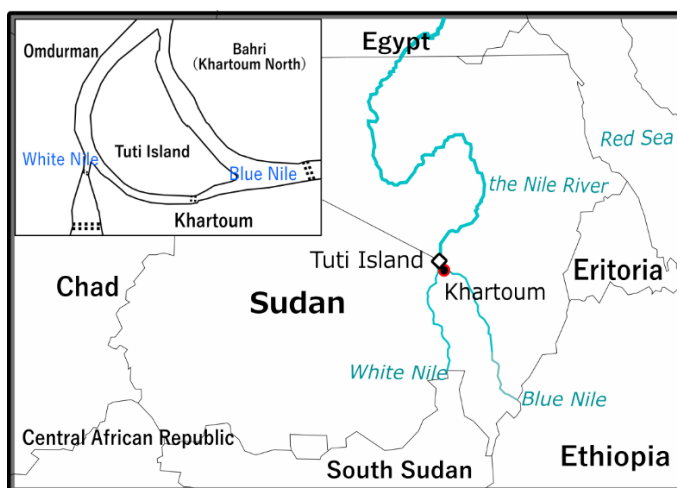 Omdurman
Bahri
(Khartoum North)
White Nile
Tuti Island
Blue Nile
Khartoum
Egypt
Red Sea
the Nile River
Tuti Island
Khartoum
Eritoria
Chad
Sudan
White Nile
Blue Nile
Central African Republic
South Sudan
Ethiopia